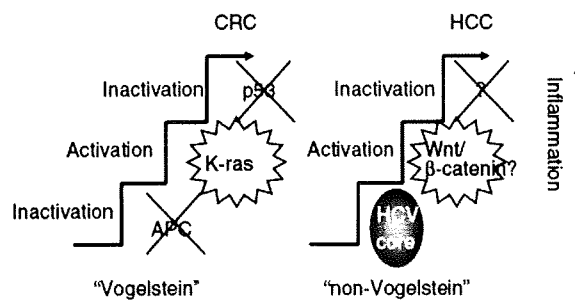 CRC
Inactivation
p53
Activation
K-ras
Inactivation
APC
"Vogelstein"
HCC
Inactivation
?
Activation
Wnt/
β-catenin?
HCV
core
"non-Vogelstein"
Inflammation